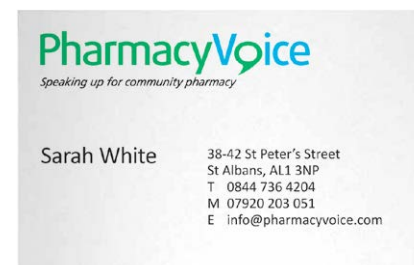 PharmacyVoice
Speaking up for community pharmacy
Sarah White
38-42 St Peter's Street
St Albans, AL1 3NP
T 0844 736 4204
M 07920 203 051
E info@pharmacyvoice.com